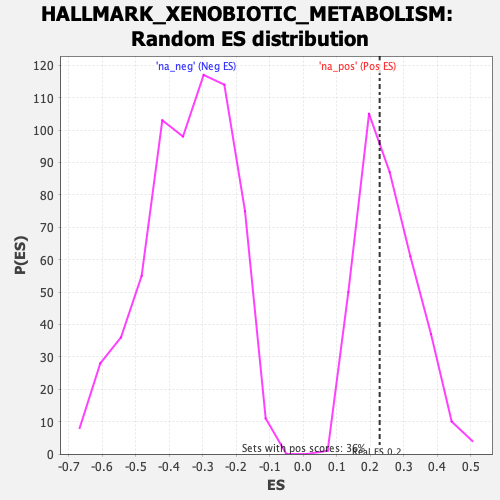 HALLMARK_XENOBIOTIC_METABOLISM:
Random ES distribution
'na_neg' (Neg ES)
'na_pos' (Pos ES)
120
110
100
90
80
70
60
50
40
30
20
10
0
P(ES)
Sets with pos scores: 36%
Real ES 0.2
-0.7 -0.6 -0.5 -0.4 -0.3 -0.2 -0.1 0.0 0.1 0.2 0.3 0.4 0.5
ES